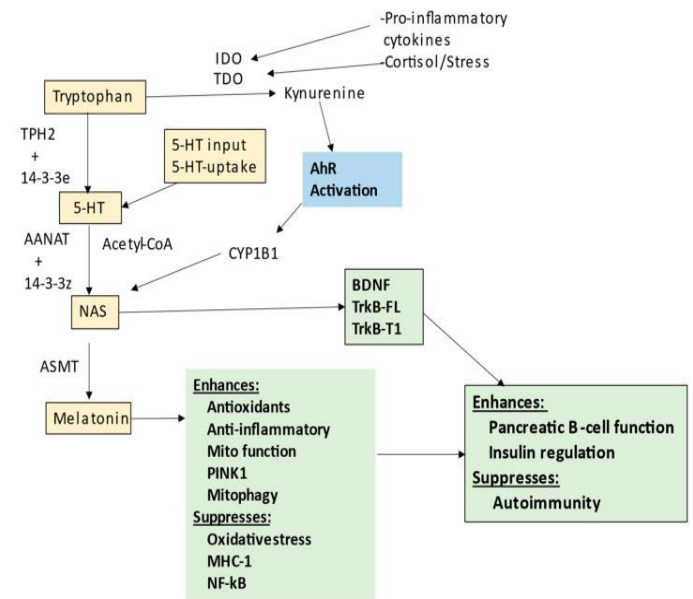 -Pro-inflammatory
cytokines
-Cortisol/Stress
IDO
TDO
Tryptophan
Kynurenine
TPH2
+
14-3-3e
5-HT input
5-HT-uptake
AhR
Activation
5-HT
AANAT
+
14-3-3z
Acetyl-CoA
CYP1B1
NAS
BDNF
TrkB-FL
TrkB-T1
ASMT
Melatonin
Enhances:
Antioxidants
Anti-inflammatory
Mito function
PINK1
Mitophagy
Suppresses:
Oxidativestress
MHC-1
NF-kB
Enhances:
Pancreatic B-cell function
Insulin regulation
Suppresses:
Autoimmunity